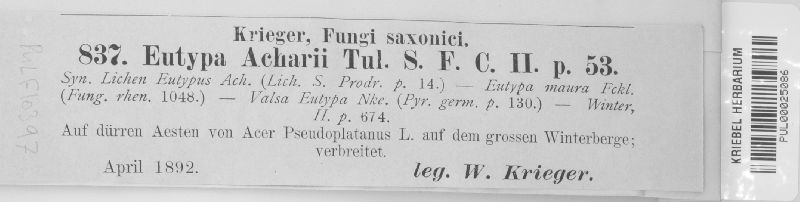 Krieger, Fungi saxonici.
837. Eutypa Acharii Tul. S. F. C. II. p. 53.
Syn. Lichen Eutypus Ach. (Lich. S. Prodr. p. 14.) — Eutypa maura Fckl.
(Fung. rhen. 1048.) — Valsa Eutypa Nke. (Pyr. germ. p. 130.) — Winter,
II. p. 674.
Auf dürren Aesten von Acer Pseudoplatanus L. auf dem grossen Winterberge;
verbreitet.
April 1892.
leg. W. Krieger.
KRIEBEL HERBARIUM
PUL00025086